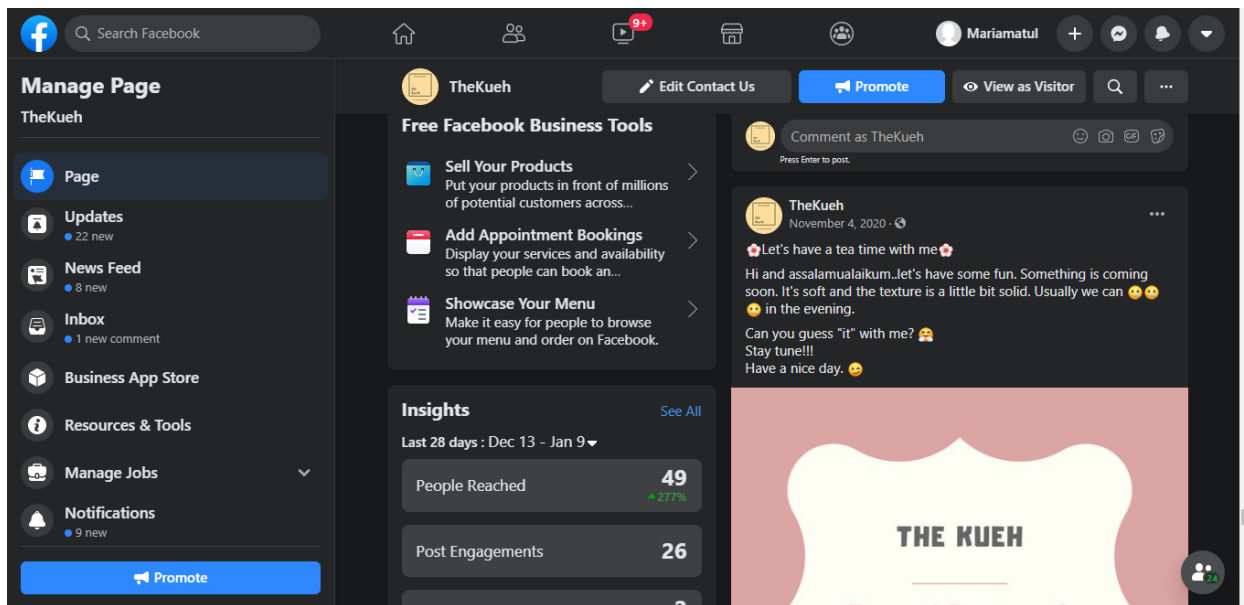 Search Facebook
9+
Mariamatul
Manage Page
TheKueh
Page
Updates
22 new
News Feed
8 new
Inbox
1 new comment
Business App Store
Resources & Tools
Manage Jobs
Notifications
9 new
Promote
TheKueh
Edit Contact Us
Promote
View as Visitor
Free Facebook Business Tools
Sell Your Products
Put your products in front of millions
of potential customers across...
Add Appointment Bookings
Display your services and availability
so that people can book an...
Showcase Your Menu
Make it easy for people to browse
your menu and order on Facebook.
Insights
See All
Last 28 days : Dec 13 - Jan 9
People Reached
49
277%
Post Engagements
26
Comment as TheKueh
GIF
Press Enter to post.
TheKueh
November 4, 2020 ·
🌸Let's have a tea time with me🌸
Hi and assalamualaikum..let's have some fun. Something is coming
soon. It's soft and the texture is a little bit solid. Usually we can
in the evening.
Can you guess "it" with me?
Stay tune!!!
Have a nice day.
THE KUEH
24